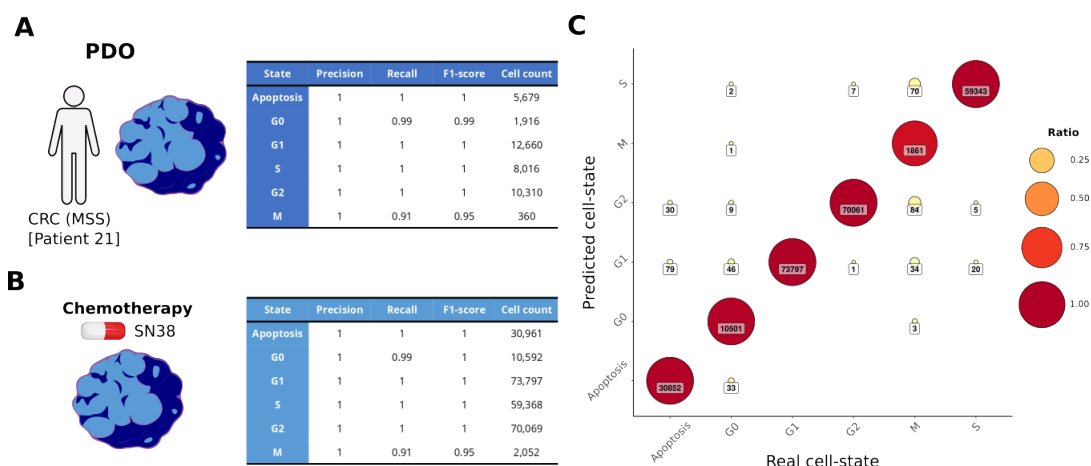 A
PDO
CRC (MSS)
[Patient 21]
State Precision Recall F1-score Cell count
Apoptosis 1 1 1 5,679
G0 1 0.99 0.99 1,916
G1 1 1 1 12,660
S 1 1 1 8,016
G2 1 1 1 10,310
M 1 0.91 0.95 360
B
Chemotherapy
SN38
State Precision Recall F1-score Cell count
Apoptosis 1 1 1 30,961
G0 1 0.99 1 10,592
G1 1 1 1 73,797
S 1 1 1 59,368
G2 1 1 1 70,069
M 1 0.91 0.95 2,052
C
Predicted cell-state
S 2 7 70 59343
M 1 1861
G2 30 9 70061 84 5
G1 79 46 73797 1 34 20
G0 10501 3
Apoptosis 30852 33
Apoptosis G0 G1 G2 M S
Real cell-state
Ratio
0.25
0.50
0.75
1.00